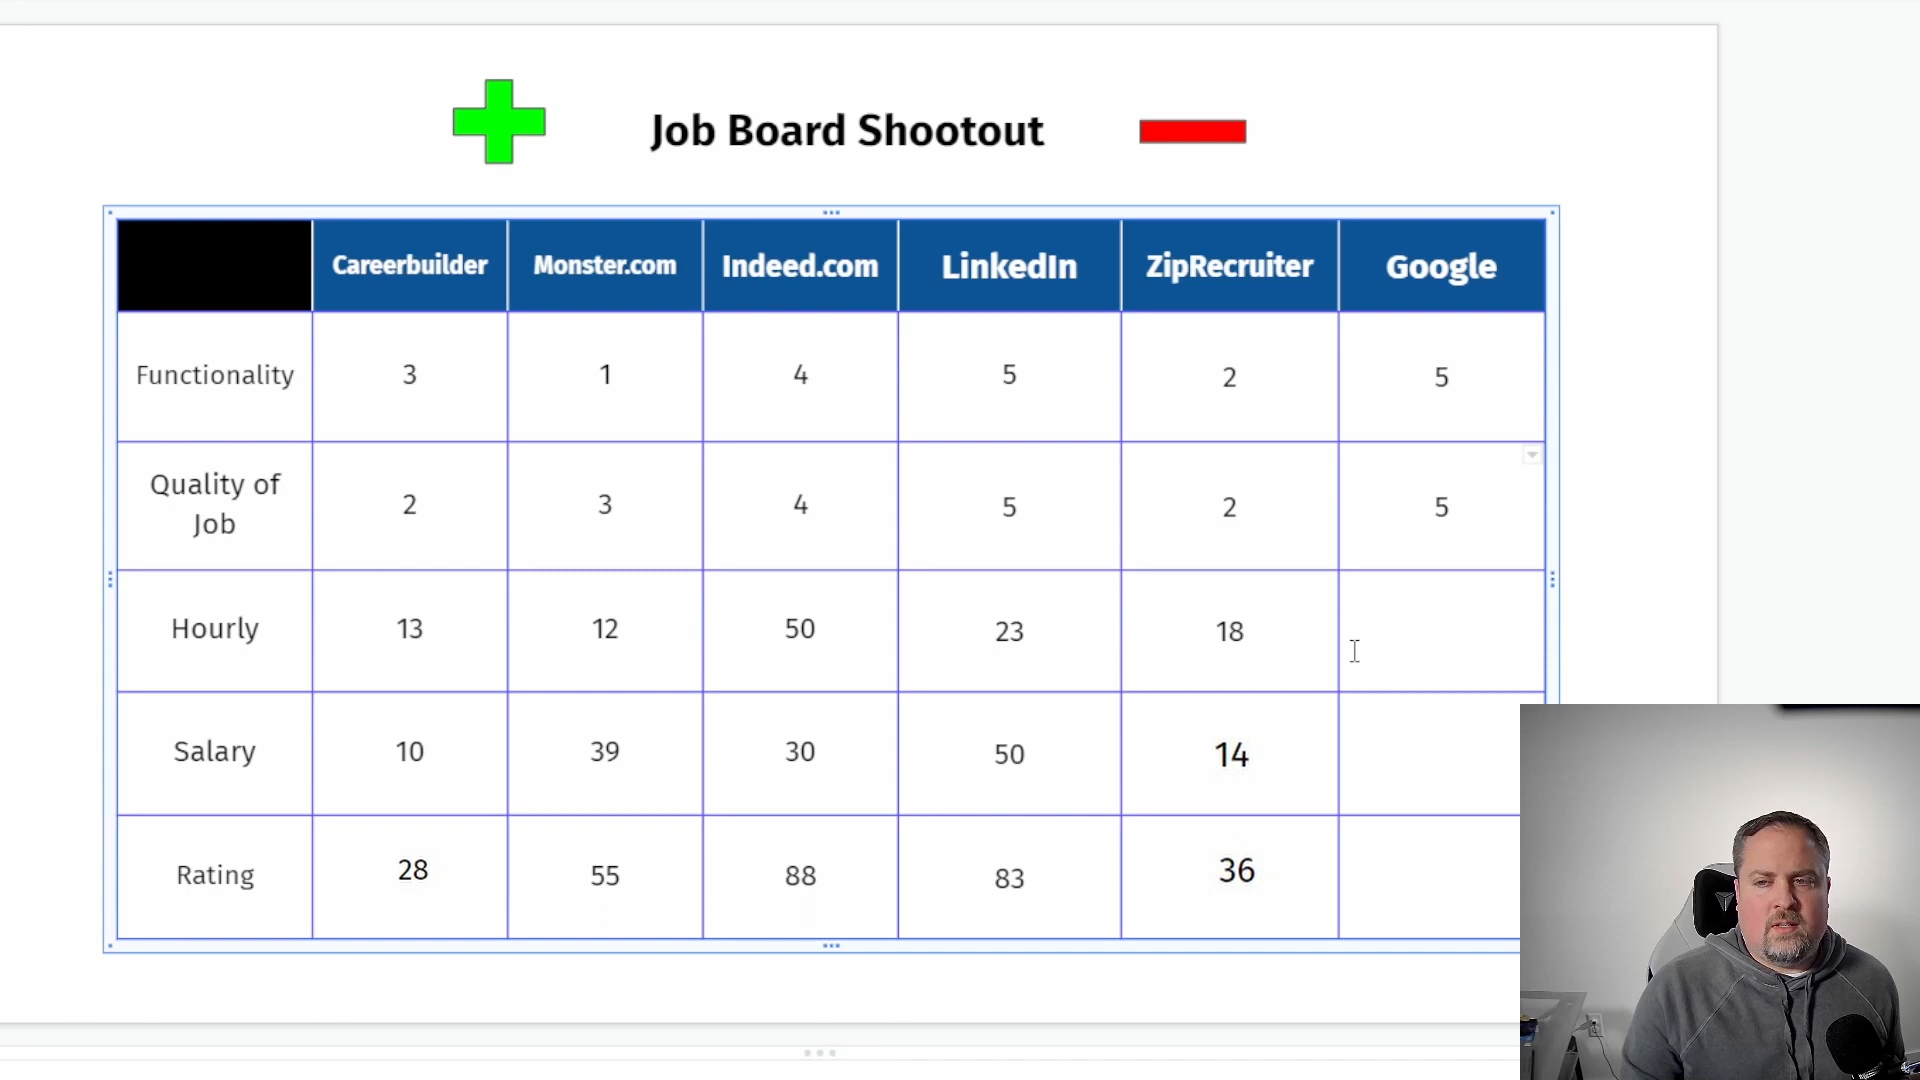 Job Board Shootout
Careerbuilder Monster.com Indeed.com LinkedIn ZipRecruiter Google
Functionality 3 1 4 5 2 5
Quality of
Job 2 3 4 5 2 5
Hourly 13 12 50 23 18
Salary 10 39 30 50 14
Rating 28 55 88 83 36